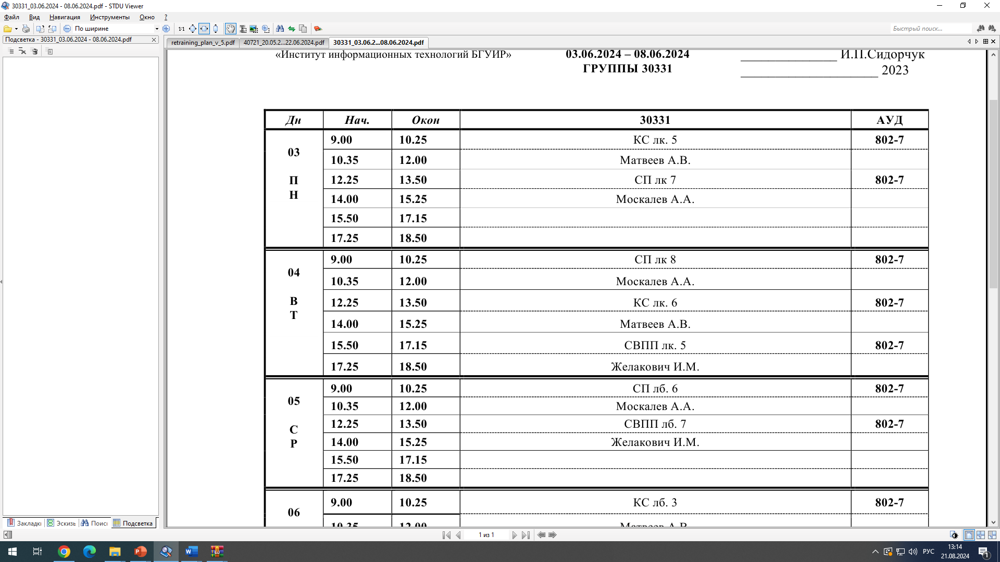 30331_03.06.2024 - 08.06.2024.pdf - STDU Viewer
Файл Вид Навигация Инструменты Окно ?
1:1
По ширине
Быстрый поиск...
Подсветка - 30331_03.06.2024 - 08.06.2024.pdf
retraining_plan_v_5.pdf 40721_20.05.2...22.06.2024.pdf 30331_03.06.2...08.06.2024.pdf
«Институт информационных технологий БГУИР» 03.06.2024 – 08.06.2024 И.П.Сидорчук
ГРУППЫ 30331 2023
Дн Нач. Окон 30331 АУД
03 ПН
9.00 10.25 КС лк. 5 802-7
10.35 12.00 Матвеев А.В.
12.25 13.50 СП лк 7 802-7
14.00 15.25 Москалев А.А.
15.50 17.15
17.25 18.50
04 ВТ
9.00 10.25 СП лк 8 802-7
10.35 12.00 Москалев А.А.
12.25 13.50 КС лк. 6 802-7
14.00 15.25 Матвеев А.В.
15.50 17.15 СВПП лк. 5 802-7
17.25 18.50 Желакович И.М.
05 СР
9.00 10.25 СП лб. 6 802-7
10.35 12.00 Москалев А.А.
12.25 13.50 СВПП лб. 7 802-7
14.00 15.25 Желакович И.М.
15.50 17.15
17.25 18.50
06
9.00 10.25 КС лб. 3 802-7
10.35 12.00 Матвеев А.В.
Закладкі Эскизь Поисі Подсветка
1 из 1
РУС
13:14
21.08.2024
1